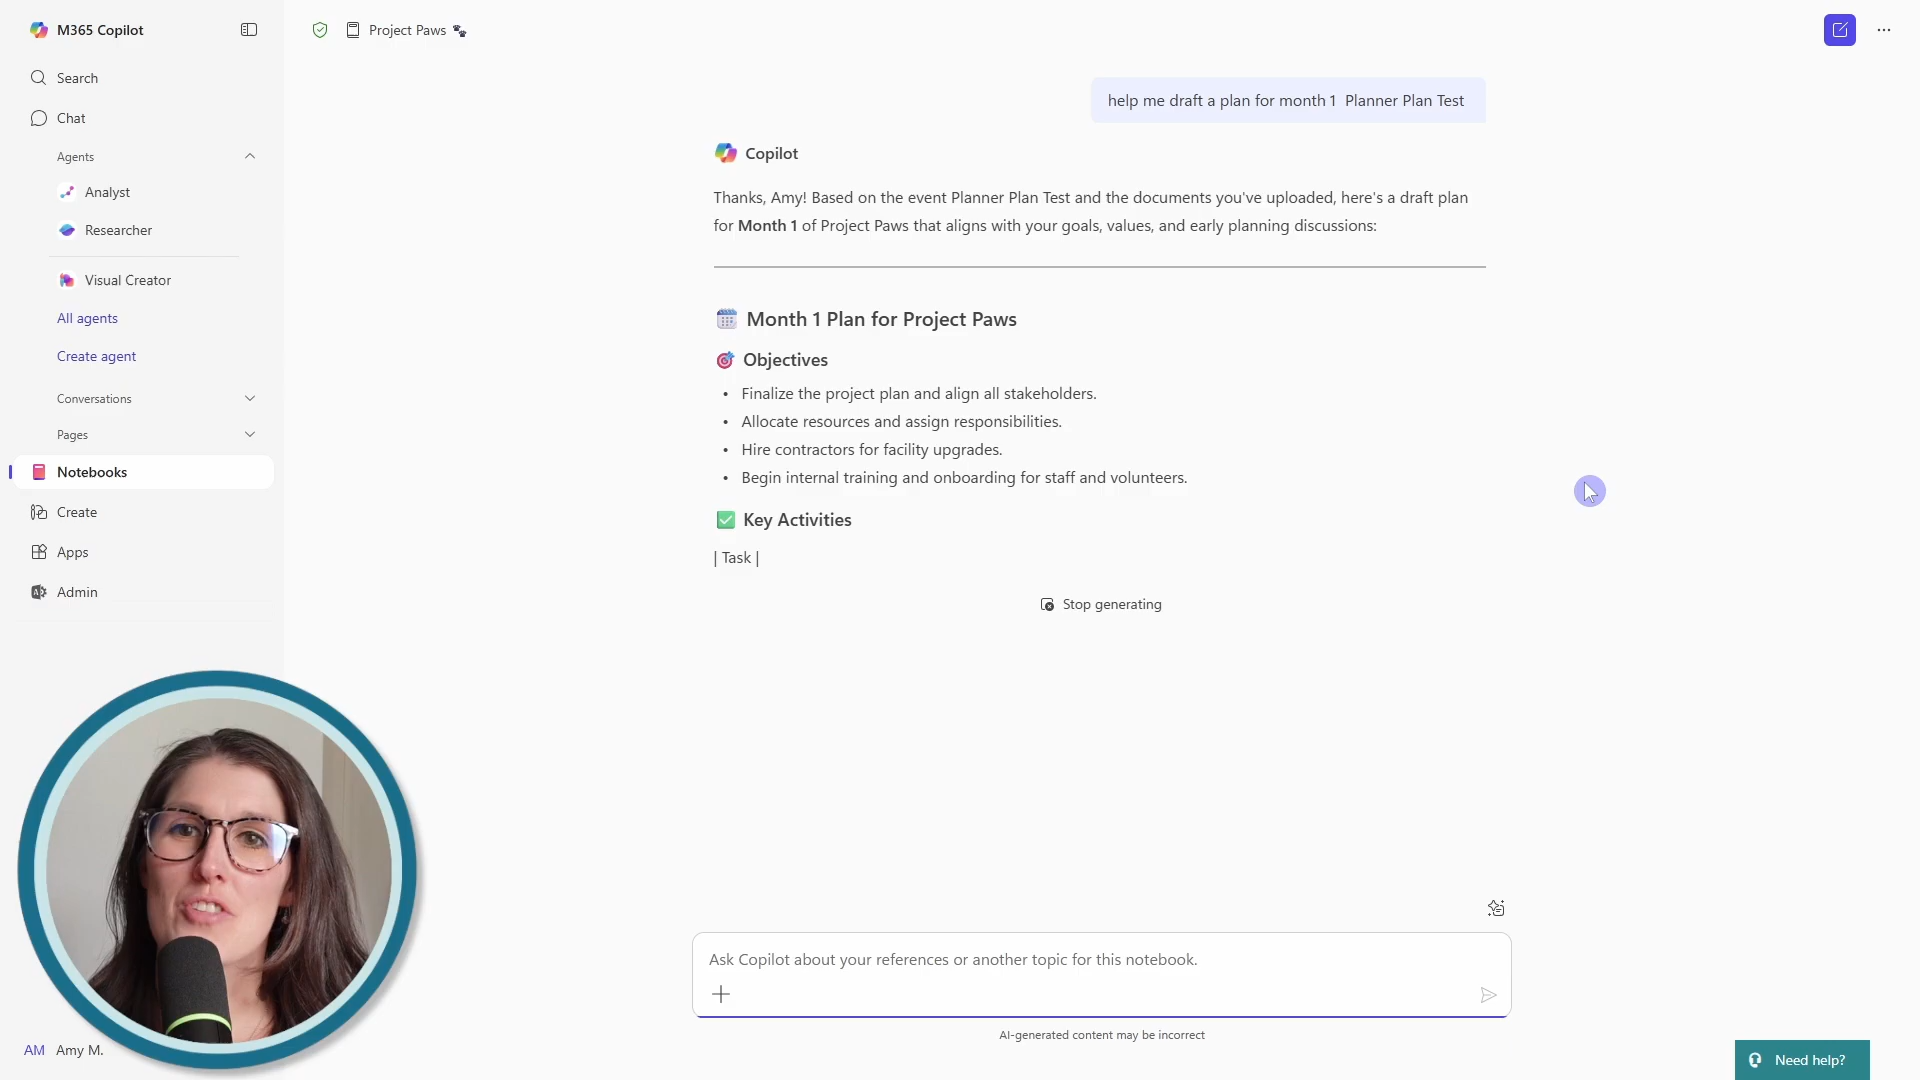 M365 Copilot
Search
Chat
Agents
Analyst
Researcher
Visual Creator
All agents
Create agent
Conversations
Pages
Notebooks
Create
Apps
Admin
AM Amy M.
Project Paws
help me draft a plan for month 1 Planner Plan Test
Copilot
Thanks, Amy! Based on the event Planner Plan Test and the documents you've uploaded, here's a draft plan
for Month 1 of Project Paws that aligns with your goals, values, and early planning discussions:
Month 1 Plan for Project Paws
Objectives
• Finalize the project plan and align all stakeholders.
• Allocate resources and assign responsibilities.
• Hire contractors for facility upgrades.
• Begin internal training and onboarding for staff and volunteers.
Key Activities
| Task |
Stop generating
Ask Copilot about your references or another topic for this notebook.
AI-generated content may be incorrect
Need help?